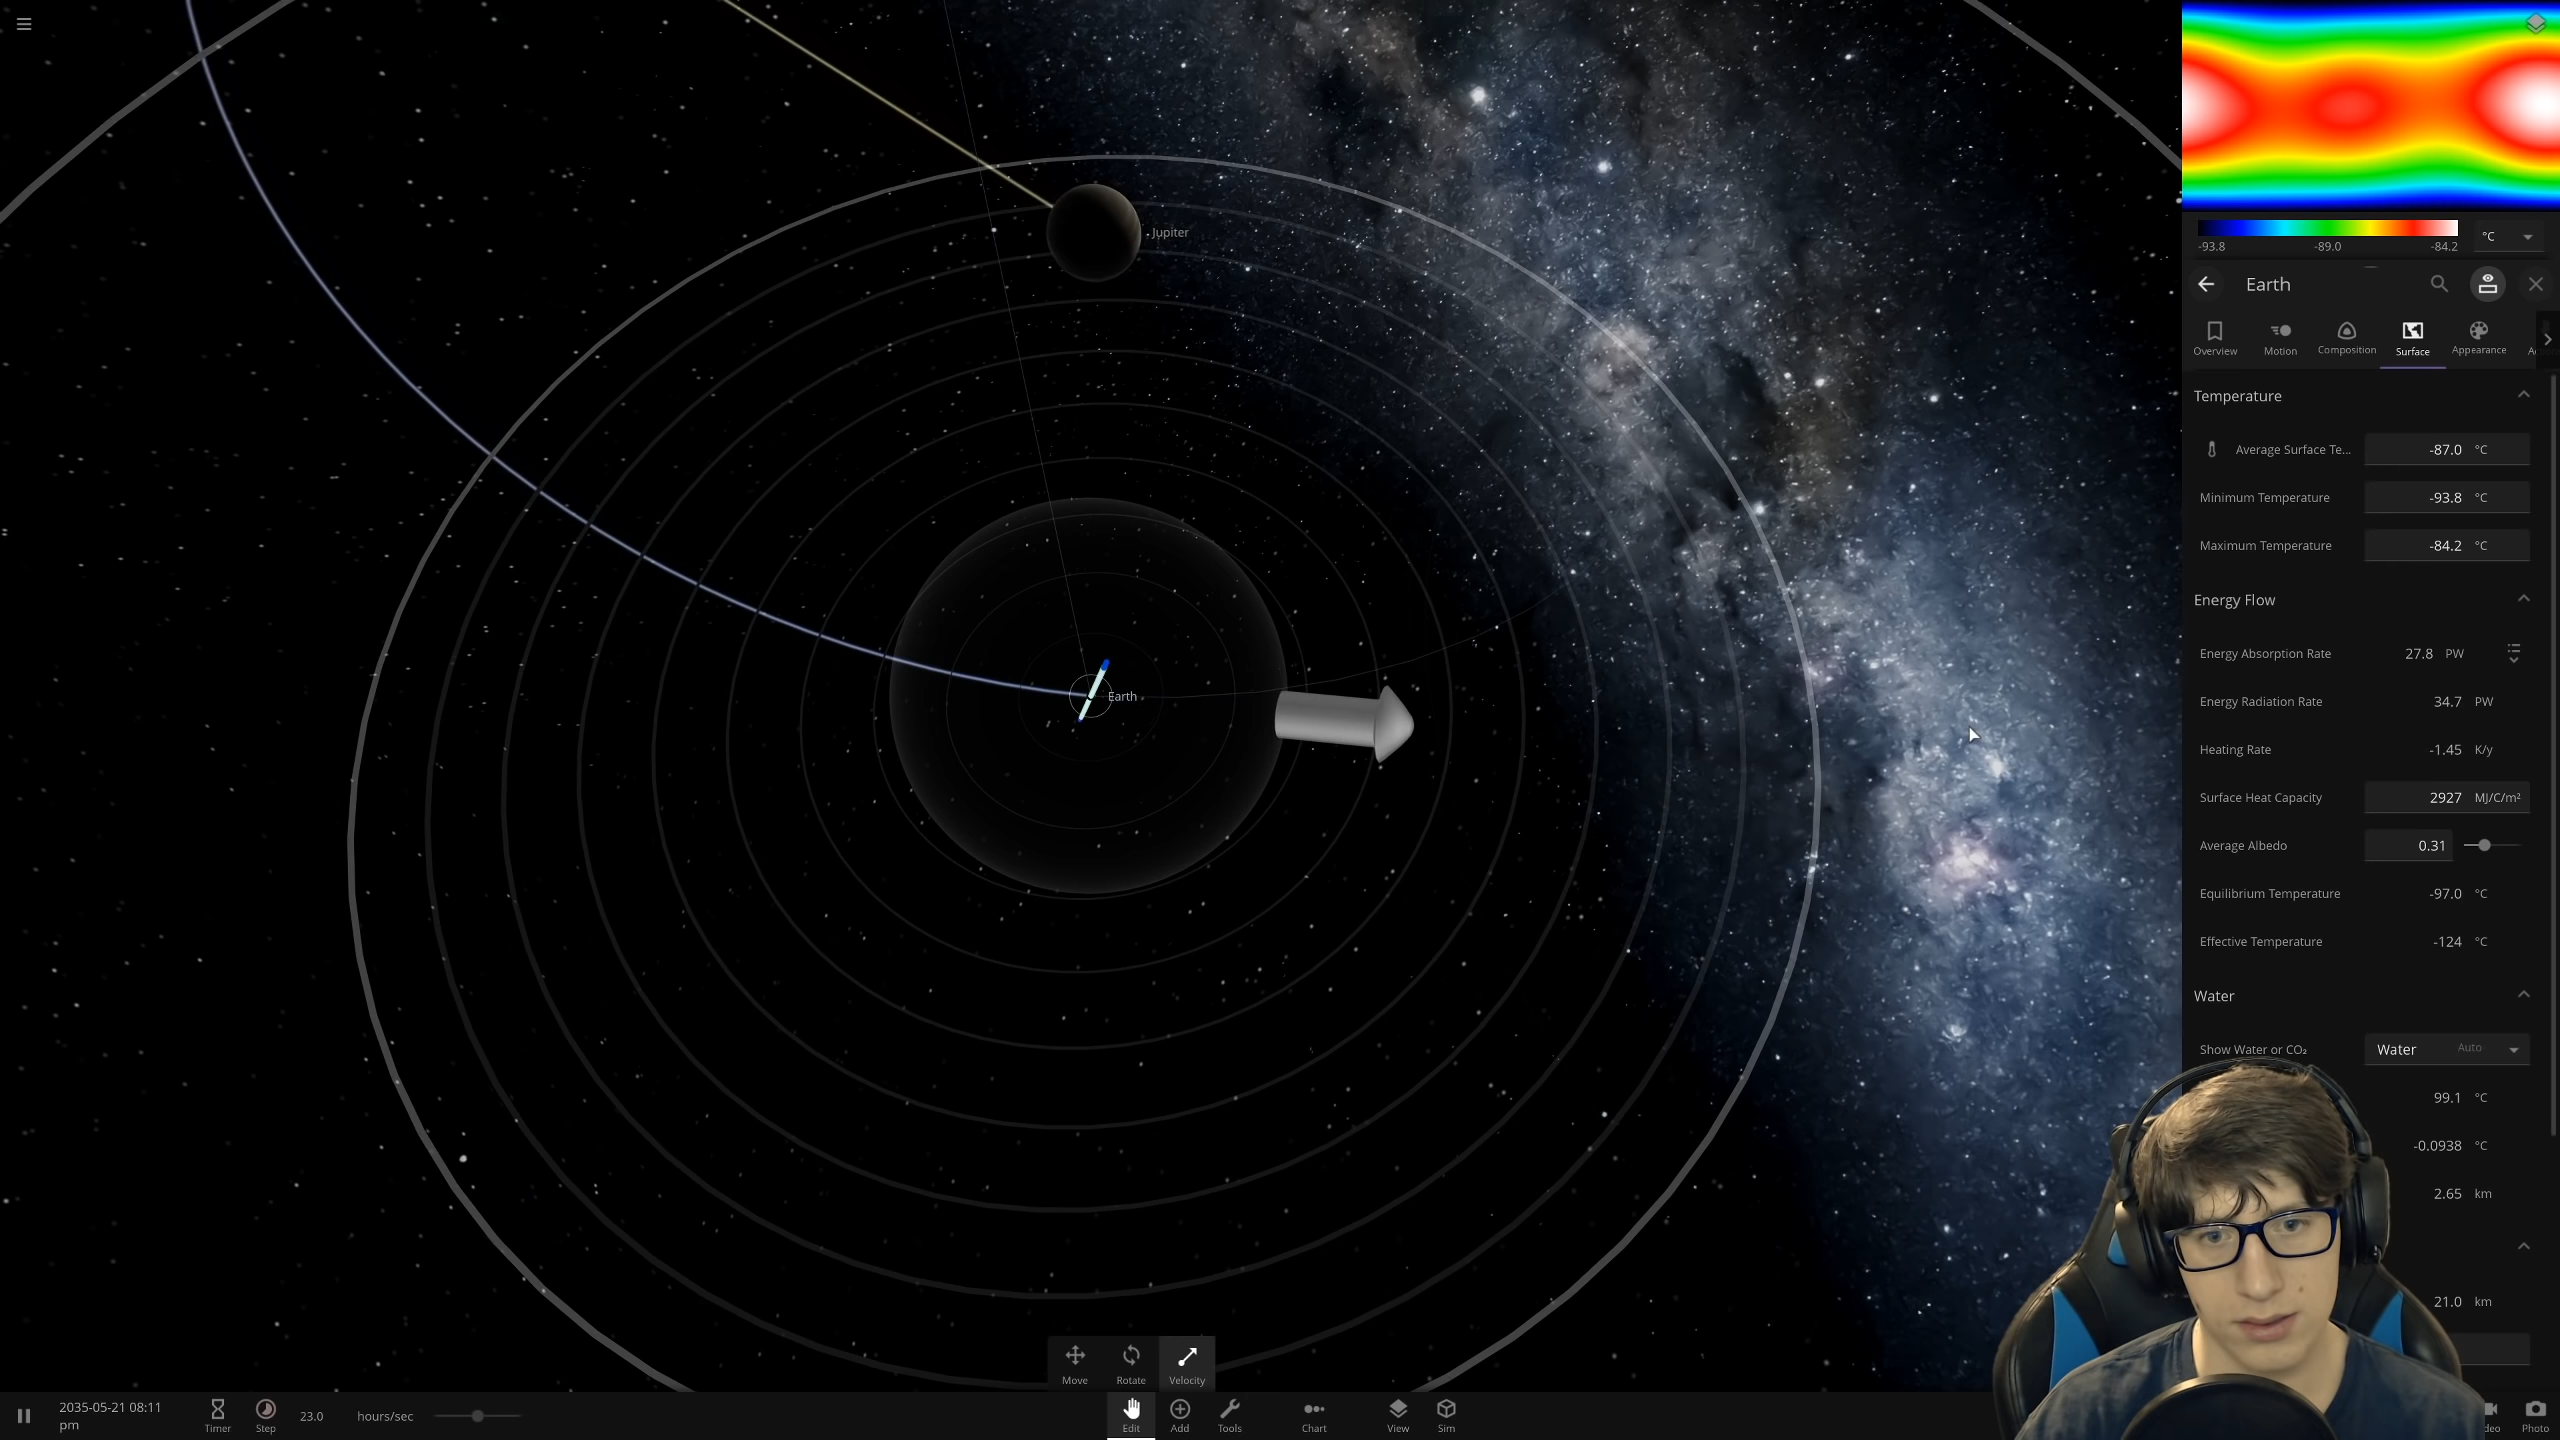 Jupiter
Earth
-93.8 -89.0 -84.2 °C
Earth
Overview Motion Composition Surface Appearance
Temperature
Average Surface Te... -87.0 °C
Minimum Temperature -93.8 °C
Maximum Temperature -84.2 °C
Energy Flow
Energy Absorption Rate 27.8 PW
Energy Radiation Rate 34.7 PW
Heating Rate -1.45 K/y
Surface Heat Capacity 2927 MJ/C/m²
Average Albedo 0.31
Equilibrium Temperature -97.0 °C
Effective Temperature -124 °C
Water
Show Water or CO₂ Water Auto
99.1 °C
-0.0938 °C
2.65 km
21.0 km
Move Rotate Velocity
2035-05-21 08:11
pm
Timer Step 23.0 hours/sec
Edit Add Tools Chart View Sim
deo Photo